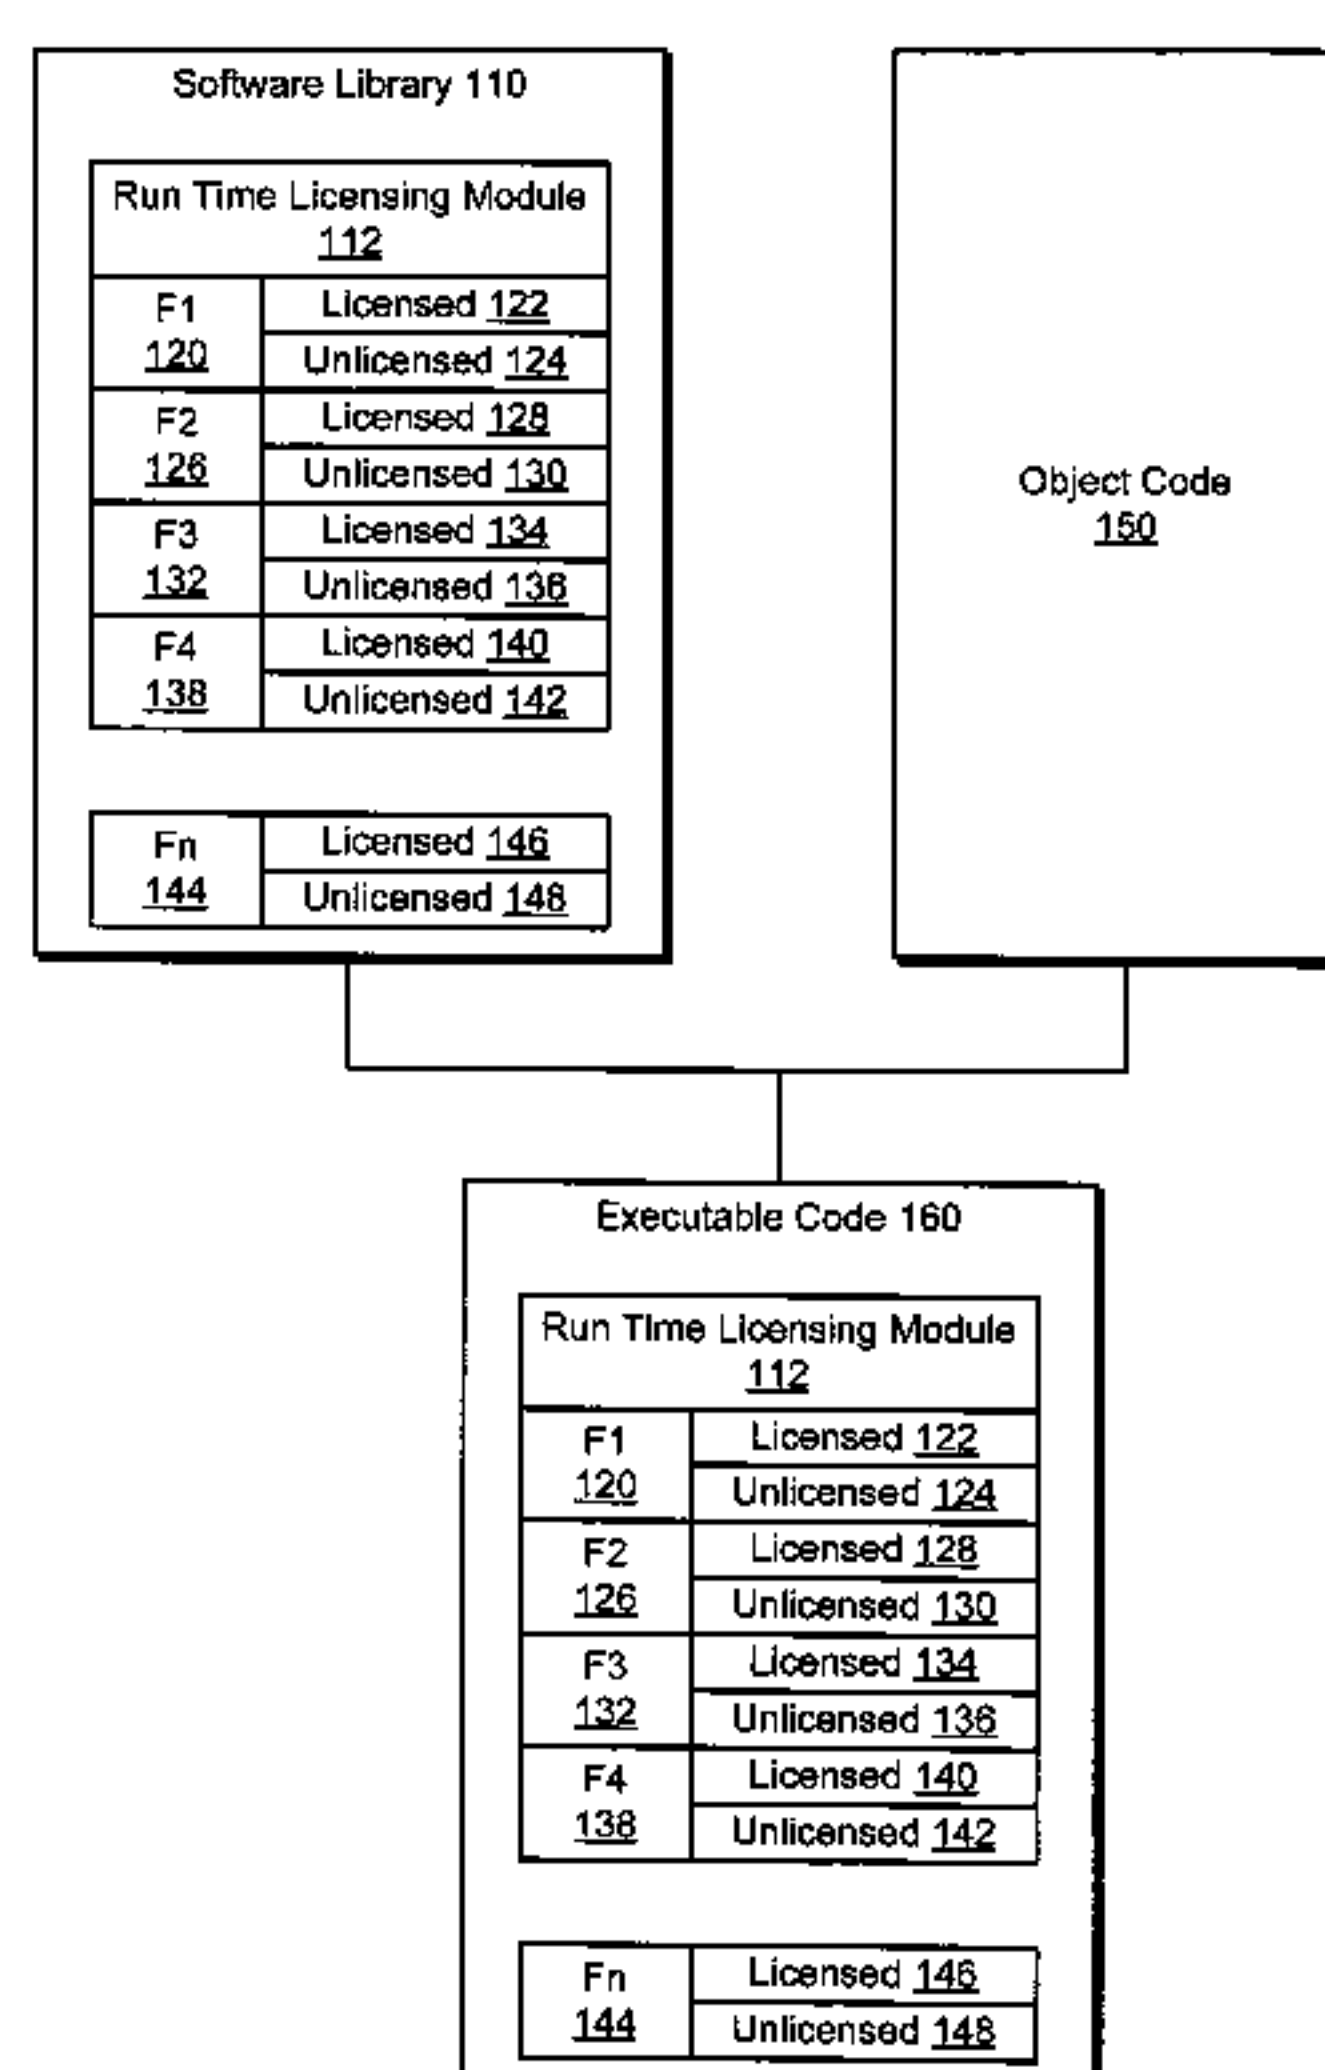 Software Library 110
Run Time Licensing Module
112
F1
120
Licensed 122
Unlicensed 124
F2
126
Licensed 128
Unlicensed 130
F3
132
Licensed 134
Unlicensed 136
F4
138
Licensed 140
Unlicensed 142
Fn
144
Licensed 146
Unlicensed 148
Object Code
150
Executable Code 160
Run Time Licensing Module
112
F1
120
Licensed 122
Unlicensed 124
F2
126
Licensed 128
Unlicensed 130
F3
132
Licensed 134
Unlicensed 136
F4
138
Licensed 140
Unlicensed 142
Fn
144
Licensed 146
Unlicensed 148